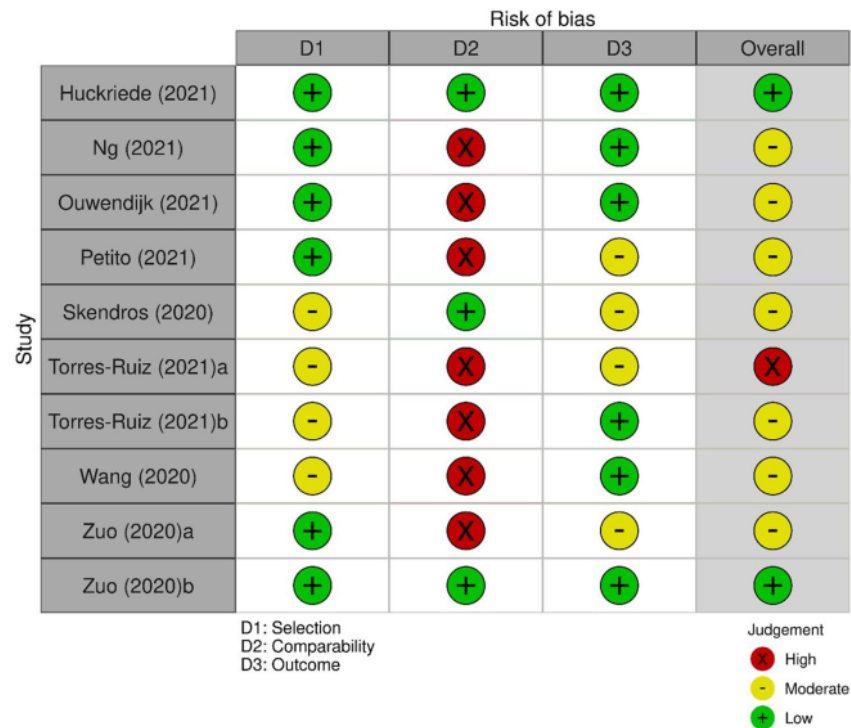 Risk of bias
D1 D2 D3 Overall
Study
Huckriede (2021) + + + +
Ng (2021) + X + -
Ouwendijk (2021) + X + -
Petito (2021) + X - -
Skendros (2020) - + - -
Torres-Ruiz (2021)a - X - X
Torres-Ruiz (2021)b - X + -
Wang (2020) - X + -
Zuo (2020)a + X - -
Zuo (2020)b + + + +
D1: Selection
D2: Comparability
D3: Outcome
Judgement
X High
- Moderate
+ Low